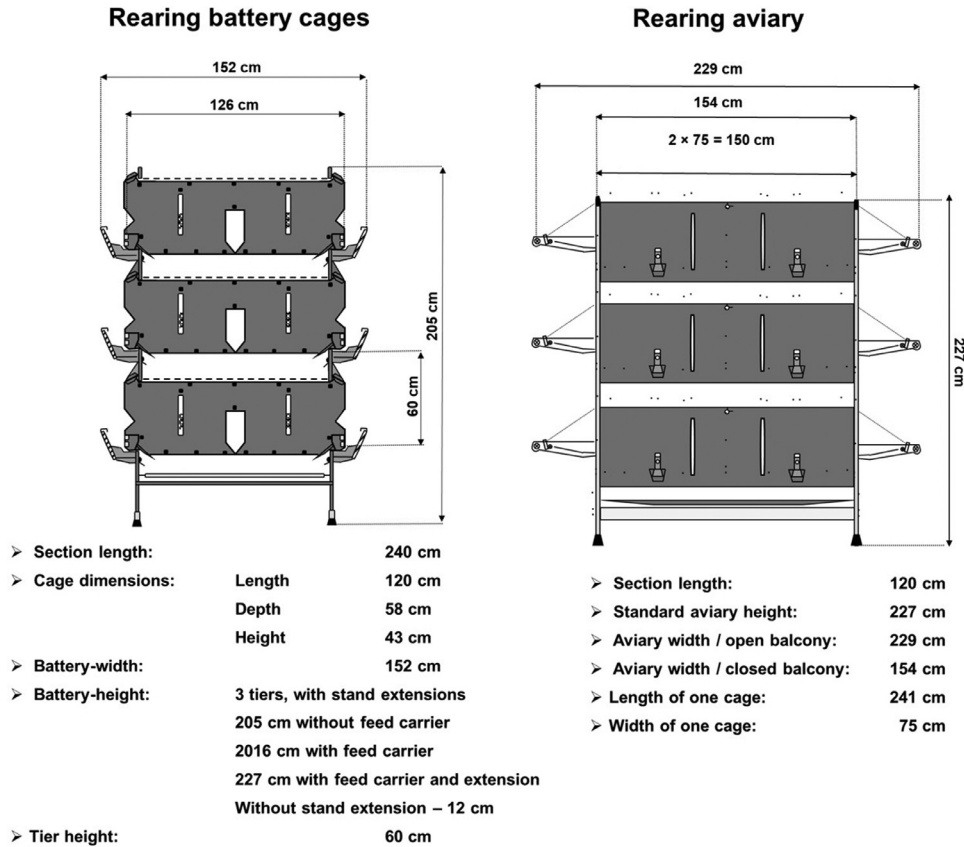 Rearing battery cages
152 cm
126 cm
205 cm
60 cm
➢ Section length: 240 cm
➢ Cage dimensions: Length 120 cm
Depth 58 cm
Height 43 cm
➢ Battery-width: 152 cm
➢ Battery-height: 3 tiers, with stand extensions
205 cm without feed carrier
2016 cm with feed carrier
227 cm with feed carrier and extension
Without stand extension – 12 cm
➢ Tier height: 60 cm
Rearing aviary
229 cm
154 cm
2 × 75 = 150 cm
227 cm
➢ Section length: 120 cm
➢ Standard aviary height: 227 cm
➢ Aviary width / open balcony: 229 cm
➢ Aviary width / closed balcony: 154 cm
➢ Length of one cage: 241 cm
➢ Width of one cage: 75 cm